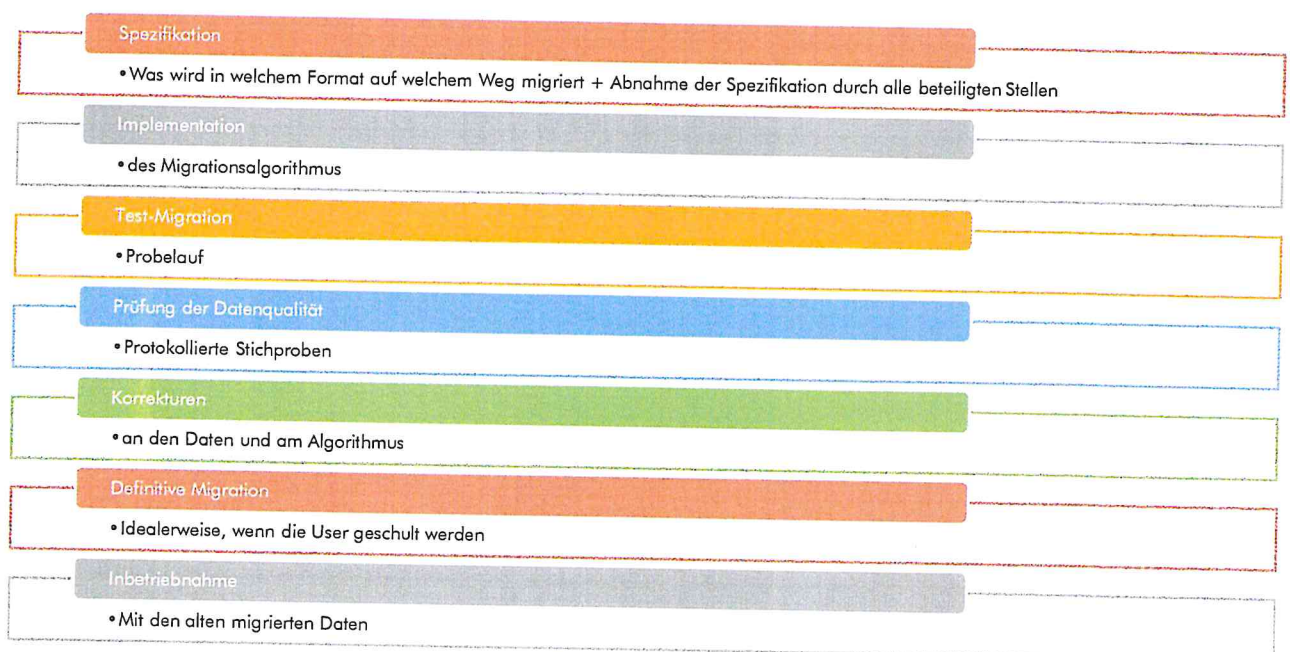 Spezifikation
•Was wird in welchem Format auf welchem Weg migriert + Abnahme der Spezifikation durch alle beteiligten Stellen
Implementation
•des Migrationsalgorithmus
Test-Migration
•Probelauf
Prüfung der Datenqualität
•Protokollierte Stichproben
Korrekturen
•an den Daten und am Algorithmus
Definitive Migration
•Idealerweise, wenn die User geschult werden
Inbetriebnahme
•Mit den alten migrierten Daten